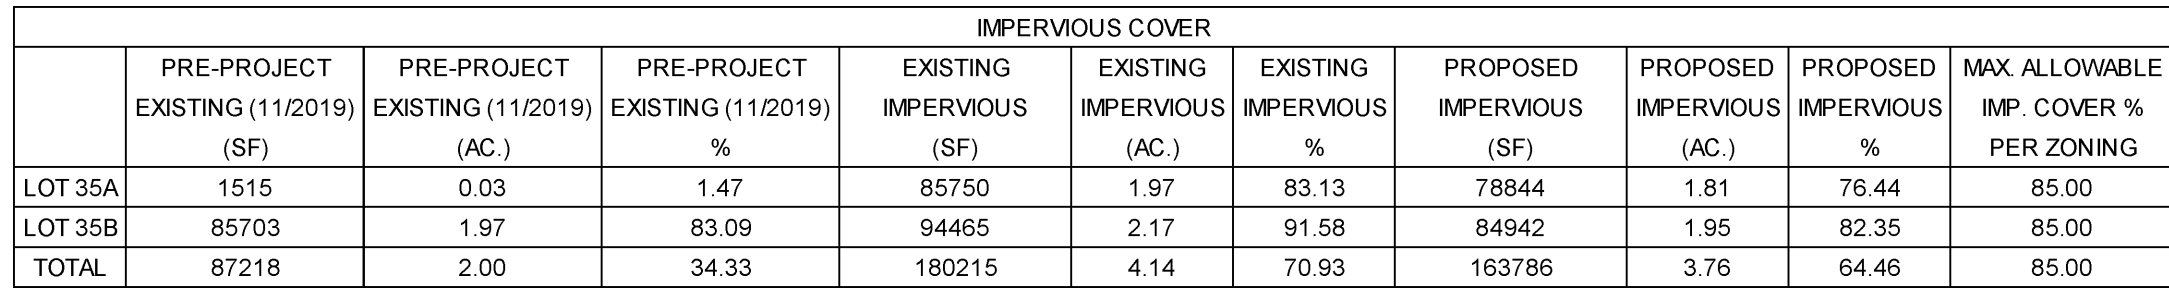 IMPERVIOUS COVER
PRE-PROJECT EXISTING (11/2019) (SF) PRE-PROJECT EXISTING (11/2019) (AC.) PRE-PROJECT EXISTING (11/2019) % EXISTING IMPERVIOUS (SF) EXISTING IMPERVIOUS (AC.) EXISTING IMPERVIOUS % PROPOSED IMPERVIOUS (SF) PROPOSED IMPERVIOUS (AC.) PROPOSED IMPERVIOUS % MAX. ALLOWABLE IMP. COVER % PER ZONING
LOT 35A 1515 0.03 1.47 85750 1.97 83.13 78844 1.81 76.44 85.00
LOT 35B 85703 1.97 83.09 94465 2.17 91.58 84942 1.95 82.35 85.00
TOTAL 87218 2.00 34.33 180215 4.14 70.93 163786 3.76 64.46 85.00